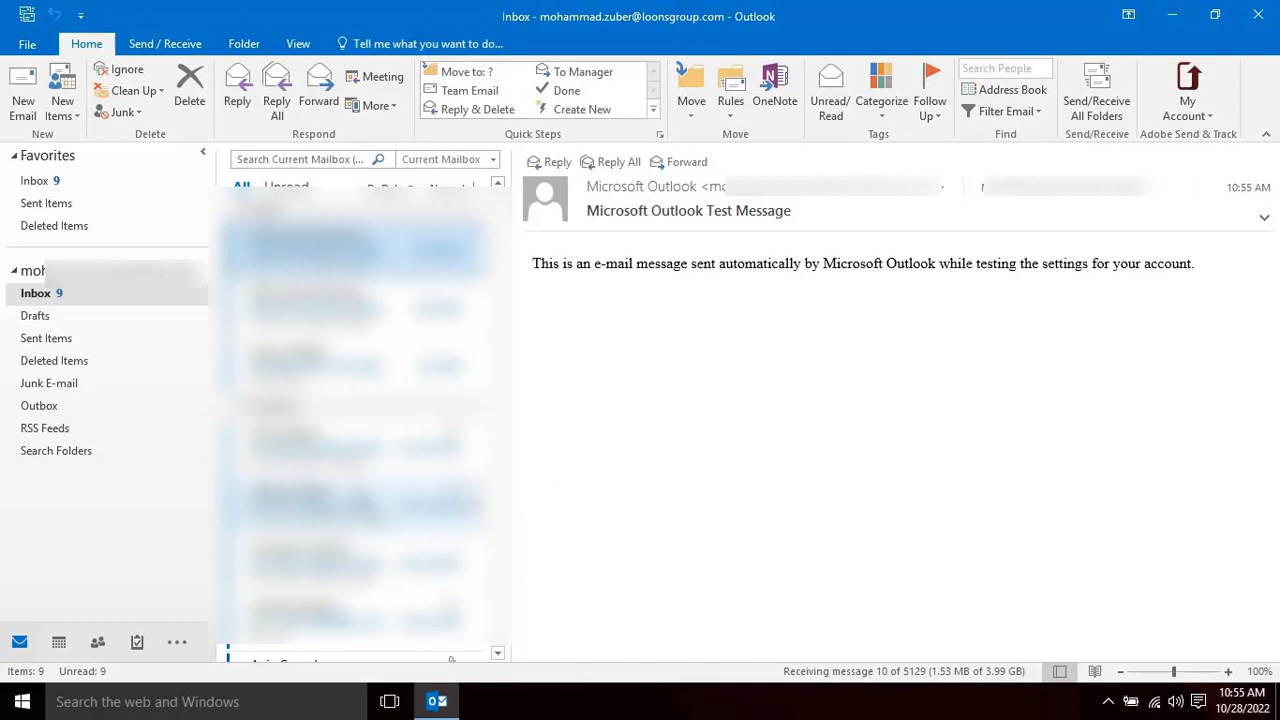 Inbox - mohammad.zuber@loonsgroup.com - Outlook
File Home Send / Receive Folder View Tell me what you want to do...
New Email
New Items
Ignore
Clean Up
Junk
Delete
Reply
Reply All
Forward
Meeting
More
Move to: ?
Team Email
Reply & Delete
To Manager
Done
Create New
Move
Rules
OneNote
Unread/ Read
Categorize
Follow Up
Search People
Address Book
Filter Email
Send/Receive All Folders
My Account
New Delete Respond Quick Steps Move Tags Find Send/Receive Adobe Send & Track
Favorites
Inbox 9
Sent Items
Deleted Items
moh
Inbox 9
Drafts
Sent Items
Deleted Items
Junk E-mail
Outbox
RSS Feeds
Search Folders
Search Current Mailbox (... Current Mailbox
All Unread
Reply Reply All Forward
Microsoft Outlook <mo 10:55 AM
Microsoft Outlook Test Message
This is an e-mail message sent automatically by Microsoft Outlook while testing the settings for your account.
Items: 9 Unread: 9 Receiving message 10 of 5129 (1.53 MB of 3.99 GB) 100%
Search the web and Windows
10:55 AM
10/28/2022